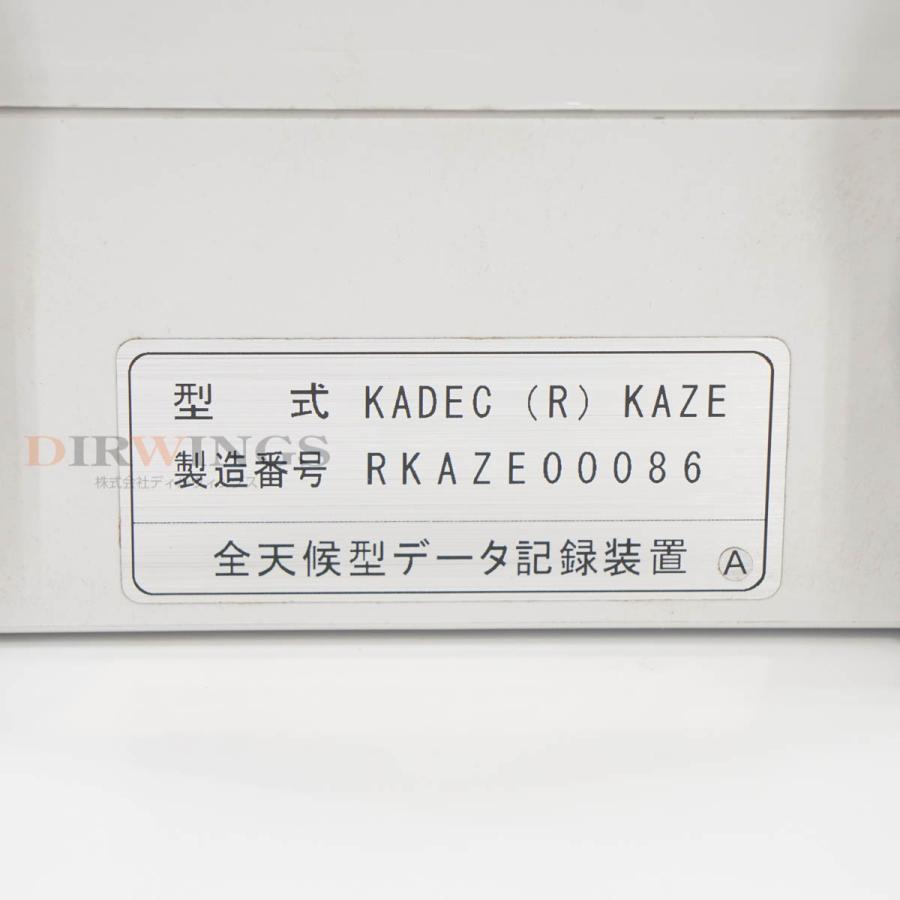 型 式 KADEC (R) KAZE
DIRWINGS
製造番号 RKAZE00086
全天候型データ記録装置 A